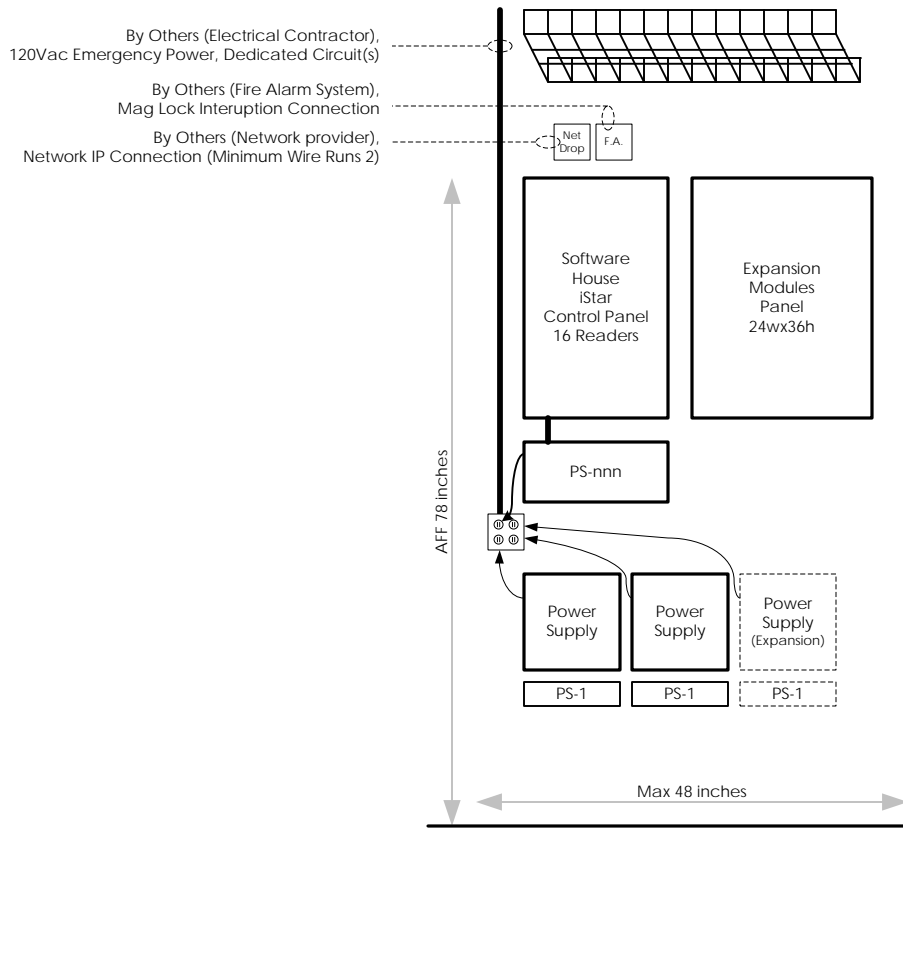 By Others (Electrical Contractor),
120Vac Emergency Power, Dedicated Circuit(s)
By Others (Fire Alarm System),
Mag Lock Interuption Connection
By Others (Network provider),
Network IP Connection (Minimum Wire Runs 2)
Net
Drop
F.A.
Software
House
iStar
Control Panel
16 Readers
Expansion
Modules
Panel
24wx36h
PS-nnn
AFF 78 inches
Power
Supply
Power
Supply
Power
Supply
(Expansion)
PS-1
PS-1
PS-1
Max 48 inches